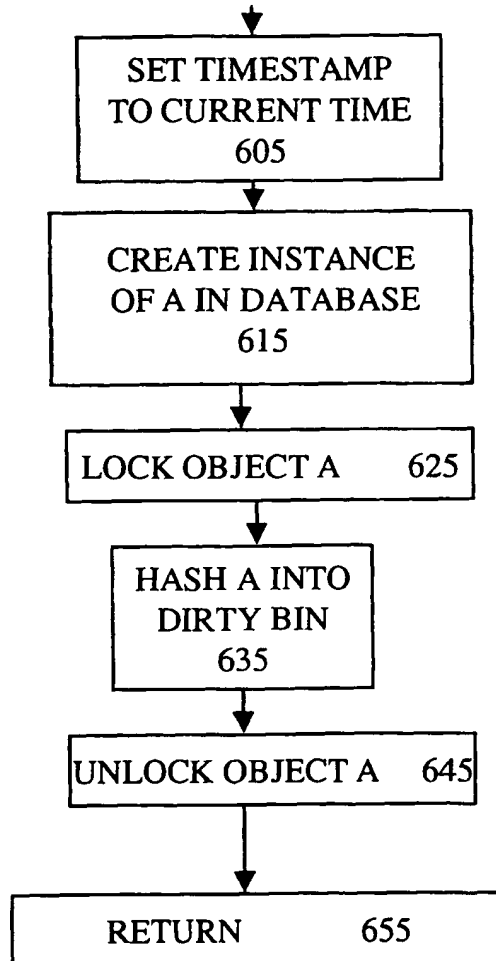 SET TIMESTAMP
TO CURRENT TIME
605
CREATE INSTANCE
OF A IN DATABASE
615
LOCK OBJECT A 625
HASH A INTO
DIRTY BIN
635
UNLOCK OBJECT A 645
RETURN 655